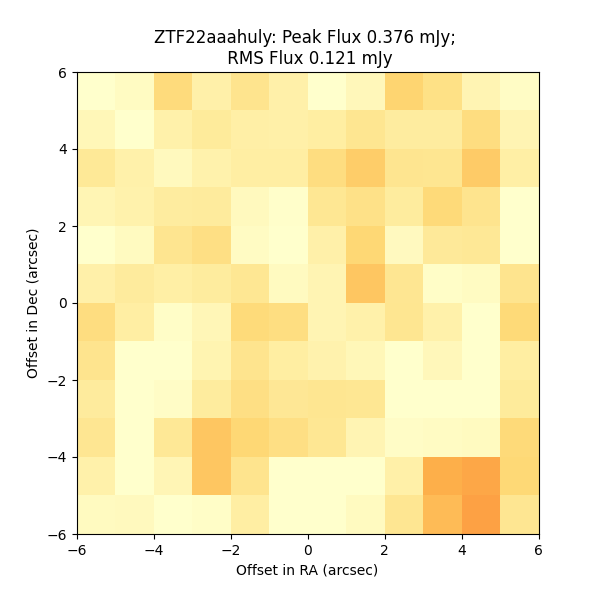 ZTF22aaahuly: Peak Flux 0.376 mJy;
RMS Flux 0.121 mJy
6
4
2
0
−2
−4
−6
Offset in Dec (arcsec)
−6 −4 −2 0 2 4 6
Offset in RA (arcsec)